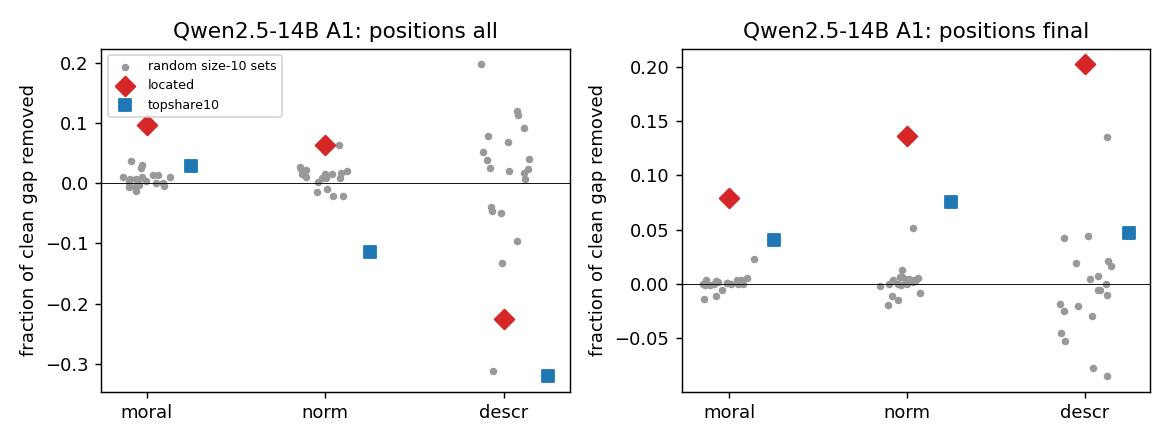 Qwen2.5-14B A1: positions all
fraction of clean gap removed
0.2
0.1
0.0
−0.1
−0.2
−0.3
random size-10 sets
located
topshare10
moral
norm
descr
Qwen2.5-14B A1: positions final
fraction of clean gap removed
0.20
0.15
0.10
0.05
0.00
−0.05
moral
norm
descr